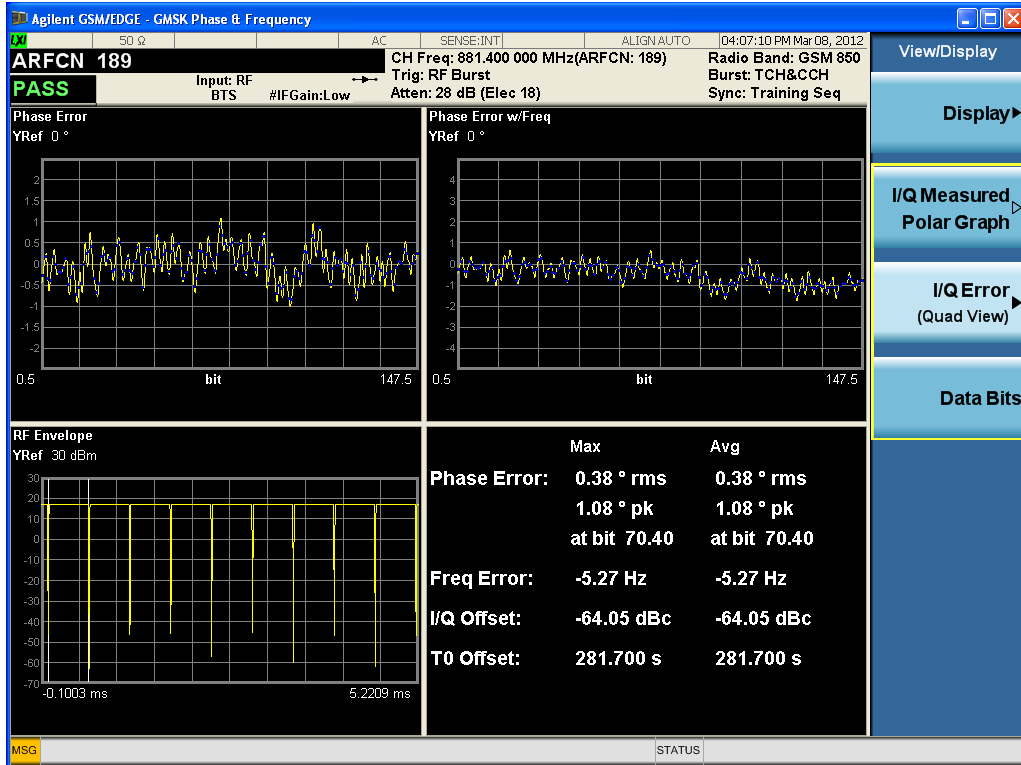 Agilent GSM/EDGE - GMSK Phase & Frequency
LXI 50 Ω AC SENSE:INT ALIGN AUTO 04:07:10 PM Mar 08, 2012
ARFCN 189
PASS
Input: RF
BTS #IFGain:Low
CH Freq: 881.400 000 MHz(ARFCN: 189)
Trig: RF Burst
Atten: 28 dB (Elec 18)
Radio Band: GSM 850
Burst: TCH&CCH
Sync: Training Seq
View/Display
Display
I/Q Measured
Polar Graph
I/Q Error
(Quad View)
Data Bits
Phase Error
YRef 0 °
2
1.5
1
0.5
0
-0.5
-1
-1.5
-2
0.5 bit 147.5
Phase Error w/Freq
YRef 0 °
4
3
2
1
0
-1
-2
-3
-4
0.5 bit 147.5
RF Envelope
YRef 30 dBm
30
20
10
0
-10
-20
-30
-40
-50
-60
-70
-0.1003 ms 5.2209 ms
Max Avg
Phase Error: 0.38 ° rms 0.38 ° rms
1.08 ° pk 1.08 ° pk
at bit 70.40 at bit 70.40
Freq Error: -5.27 Hz -5.27 Hz
I/Q Offset: -64.05 dBc -64.05 dBc
T0 Offset: 281.700 s 281.700 s
MSG STATUS